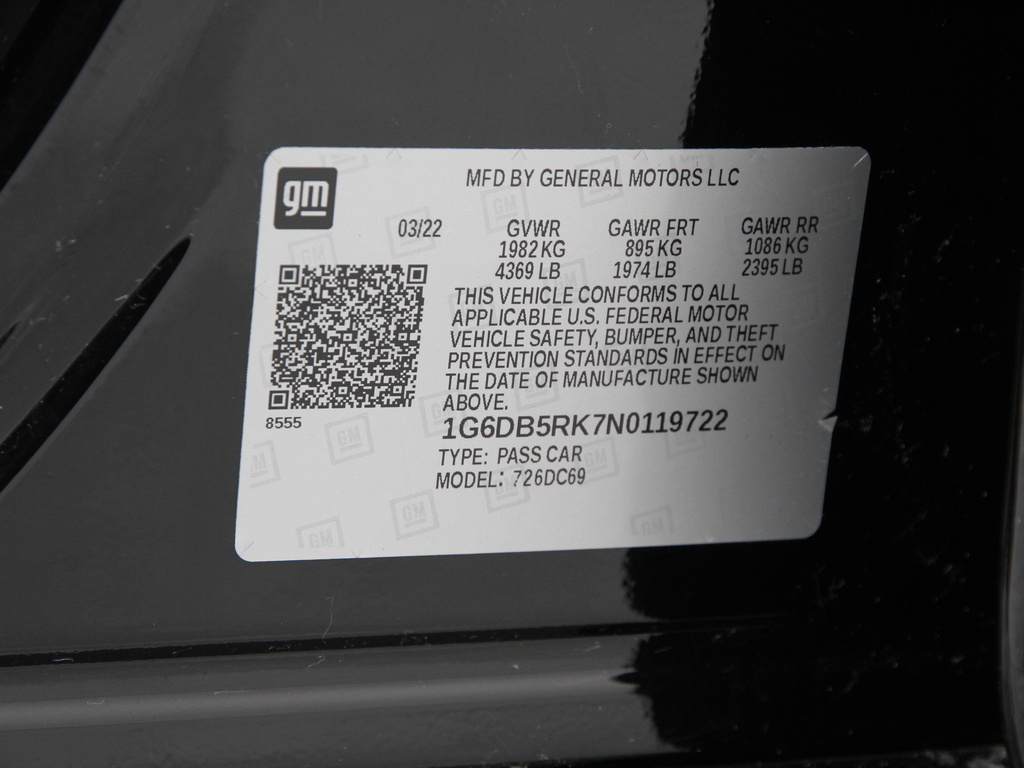 gm
MFD BY GENERAL MOTORS LLC
03/22 GVWR GAWR FRT GAWR RR
1982 KG 895 KG 1086 KG
4369 LB 1974 LB 2395 LB
THIS VEHICLE CONFORMS TO ALL
APPLICABLE U.S. FEDERAL MOTOR
VEHICLE SAFETY, BUMPER, AND THEFT
PREVENTION STANDARDS IN EFFECT ON
THE DATE OF MANUFACTURE SHOWN
ABOVE.
8555
1G6DB5RK7N0119722
TYPE: PASS CAR
MODEL: 726DC69